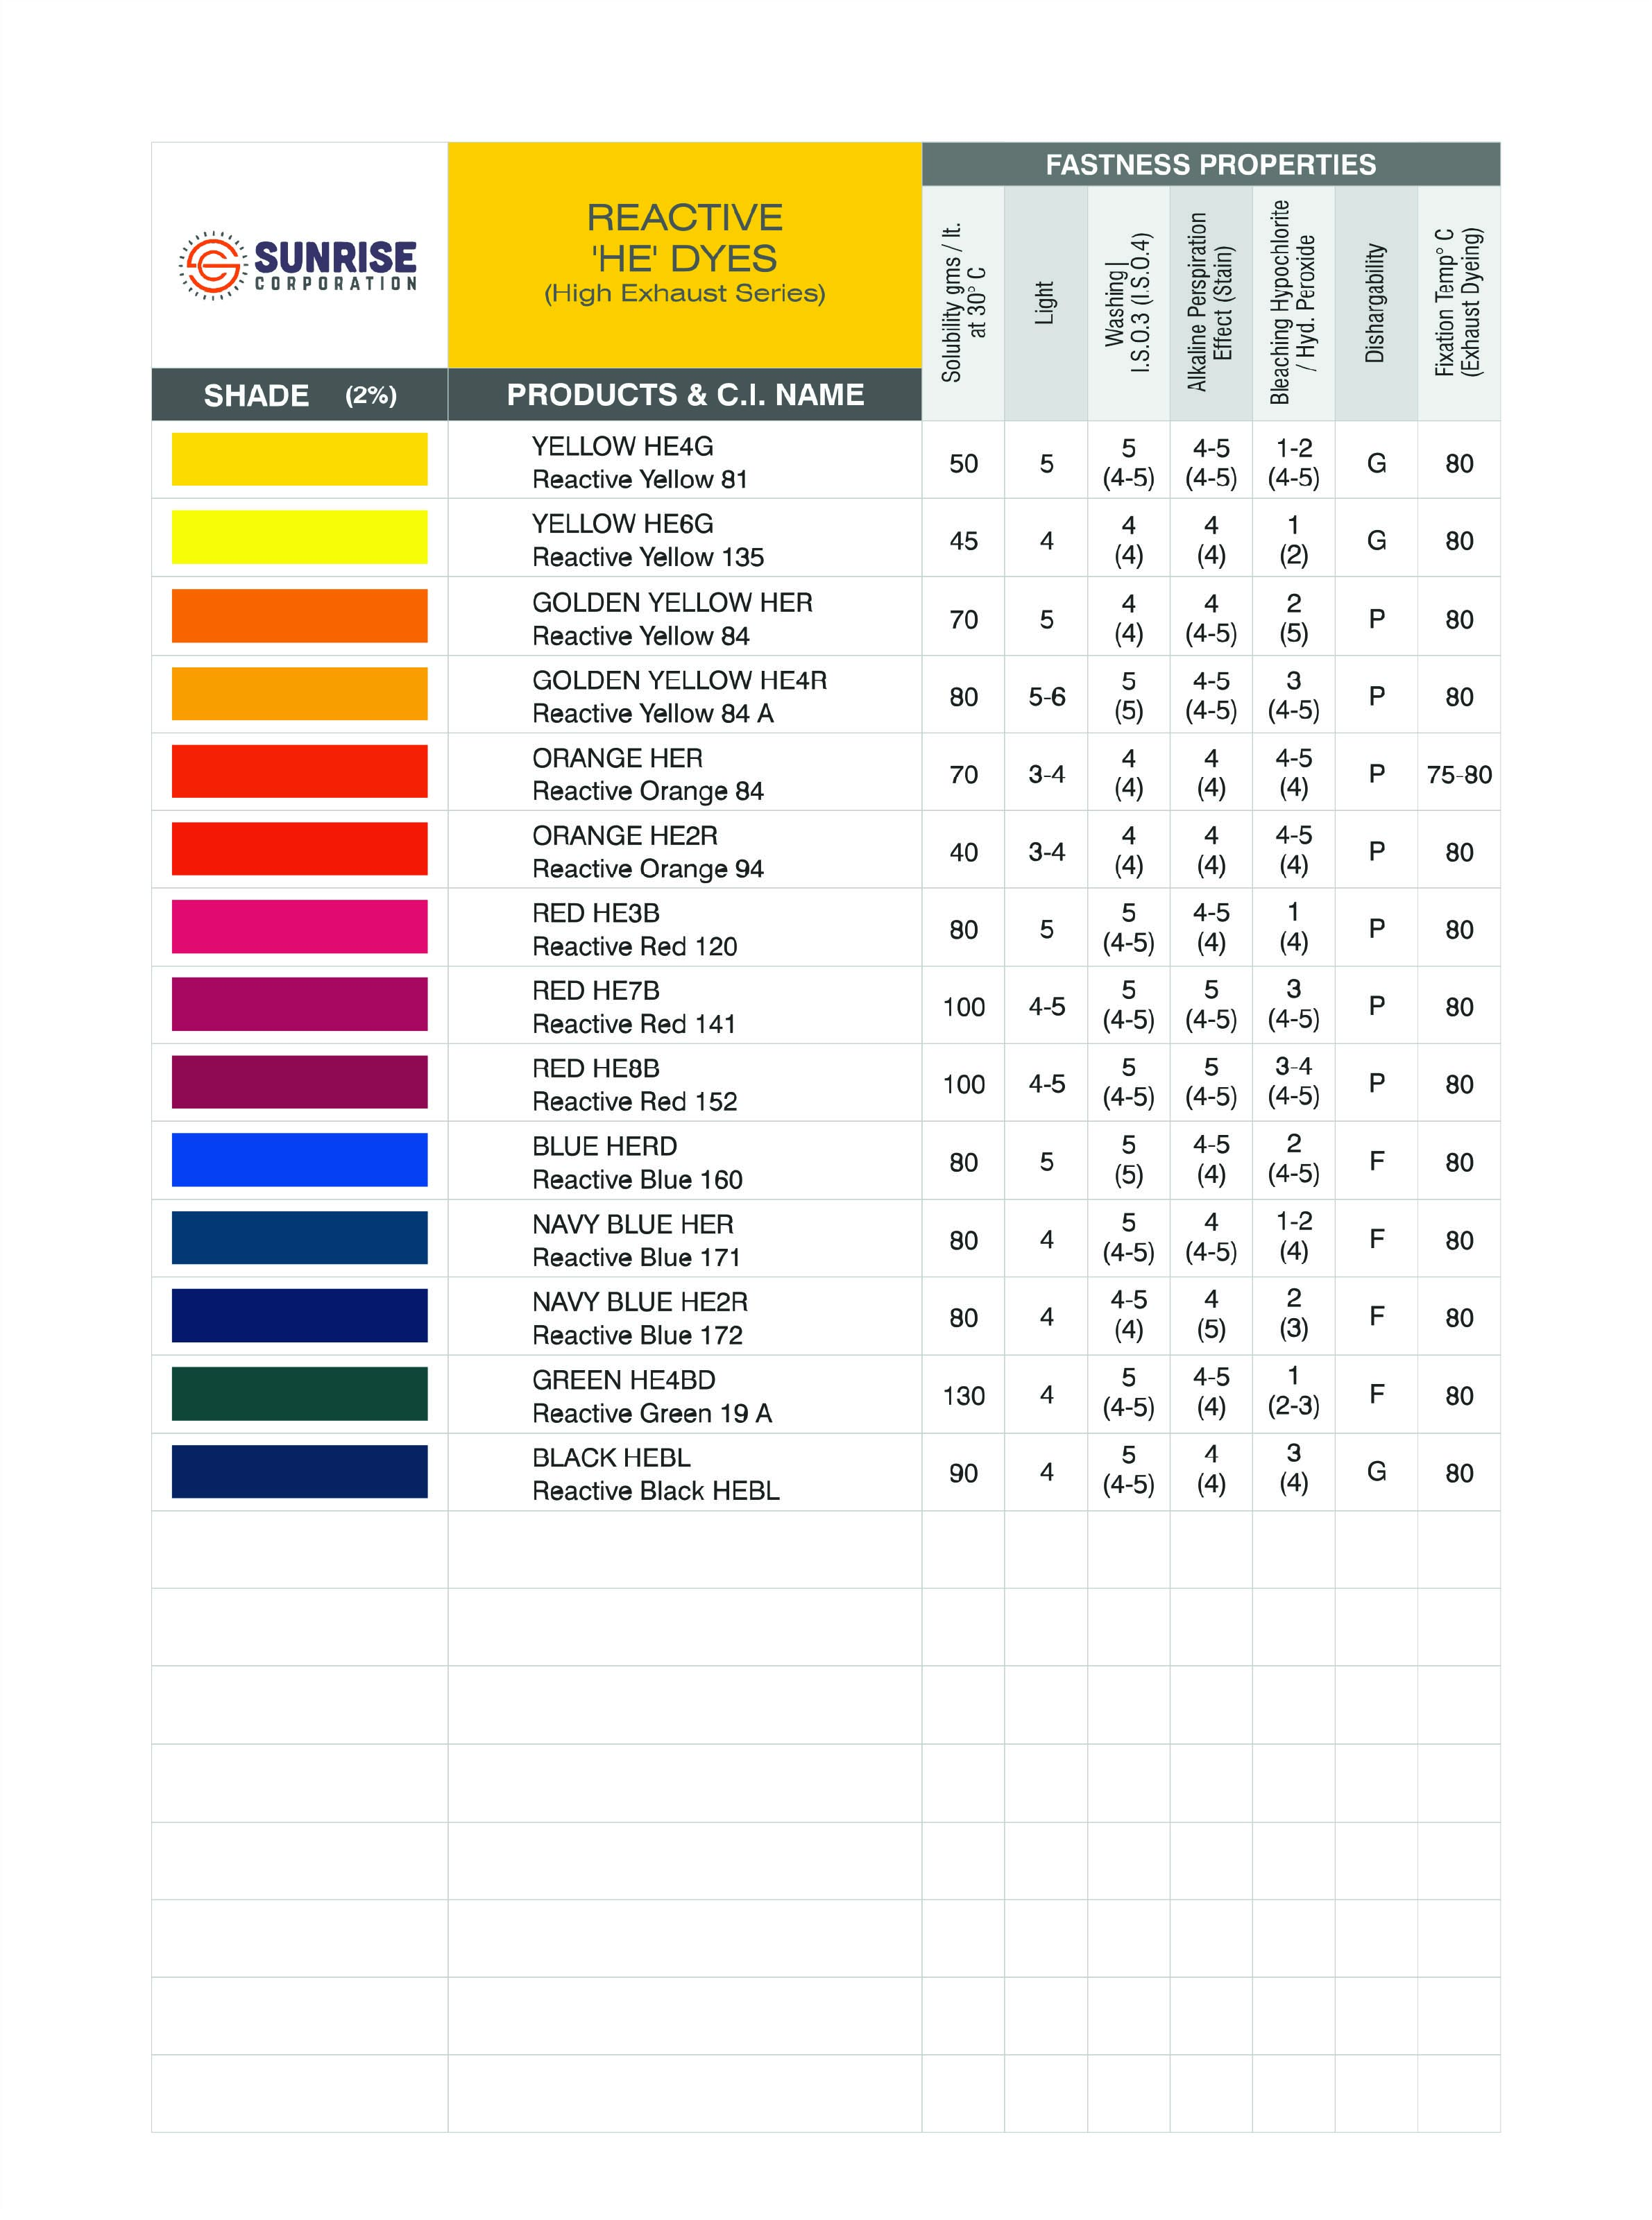 SUNRISE
CORPORATION
REACTIVE
'HE' DYES
(High Exhaust Series)
FASTNESS PROPERTIES
Solubility gms / lt.
at 30° C
Light
Washing |
I.S.O.3 (I.S.O.4)
Alkaline Perspiration
Effect (Stain)
Bleaching Hypochlorite
/ Hyd. Peroxide
Dishargability
Fixation Temp° C
(Exhaust Dyeing)
SHADE (2%)
PRODUCTS & C.I. NAME
YELLOW HE4G
Reactive Yellow 81
50 5 5 (4-5) 4-5 (4-5) 1-2 (4-5) G 80
YELLOW HE6G
Reactive Yellow 135
45 4 4 (4) 4 (4) 1 (2) G 80
GOLDEN YELLOW HER
Reactive Yellow 84
70 5 4 (4) 4 (4-5) 2 (5) P 80
GOLDEN YELLOW HE4R
Reactive Yellow 84 A
80 5-6 5 (5) 4-5 (4-5) 3 (4-5) P 80
ORANGE HER
Reactive Orange 84
70 3-4 4 (4) 4 (4) 4-5 (4) P 75-80
ORANGE HE2R
Reactive Orange 94
40 3-4 4 (4) 4 (4) 4-5 (4) P 80
RED HE3B
Reactive Red 120
80 5 5 (4-5) 4-5 (4) 1 (4) P 80
RED HE7B
Reactive Red 141
100 4-5 5 (4-5) 5 (4-5) 3 (4-5) P 80
RED HE8B
Reactive Red 152
100 4-5 5 (4-5) 5 (4-5) 3-4 (4-5) P 80
BLUE HERD
Reactive Blue 160
80 5 5 (5) 4-5 (4) 2 (4-5) F 80
NAVY BLUE HER
Reactive Blue 171
80 4 5 (4-5) 4 (4-5) 1-2 (4) F 80
NAVY BLUE HE2R
Reactive Blue 172
80 4 4-5 (4) 4 (5) 2 (3) F 80
GREEN HE4BD
Reactive Green 19 A
130 4 5 (4-5) 4-5 (4) 1 (2-3) F 80
BLACK HEBL
Reactive Black HEBL
90 4 5 (4-5) 4 (4) 3 (4) G 80